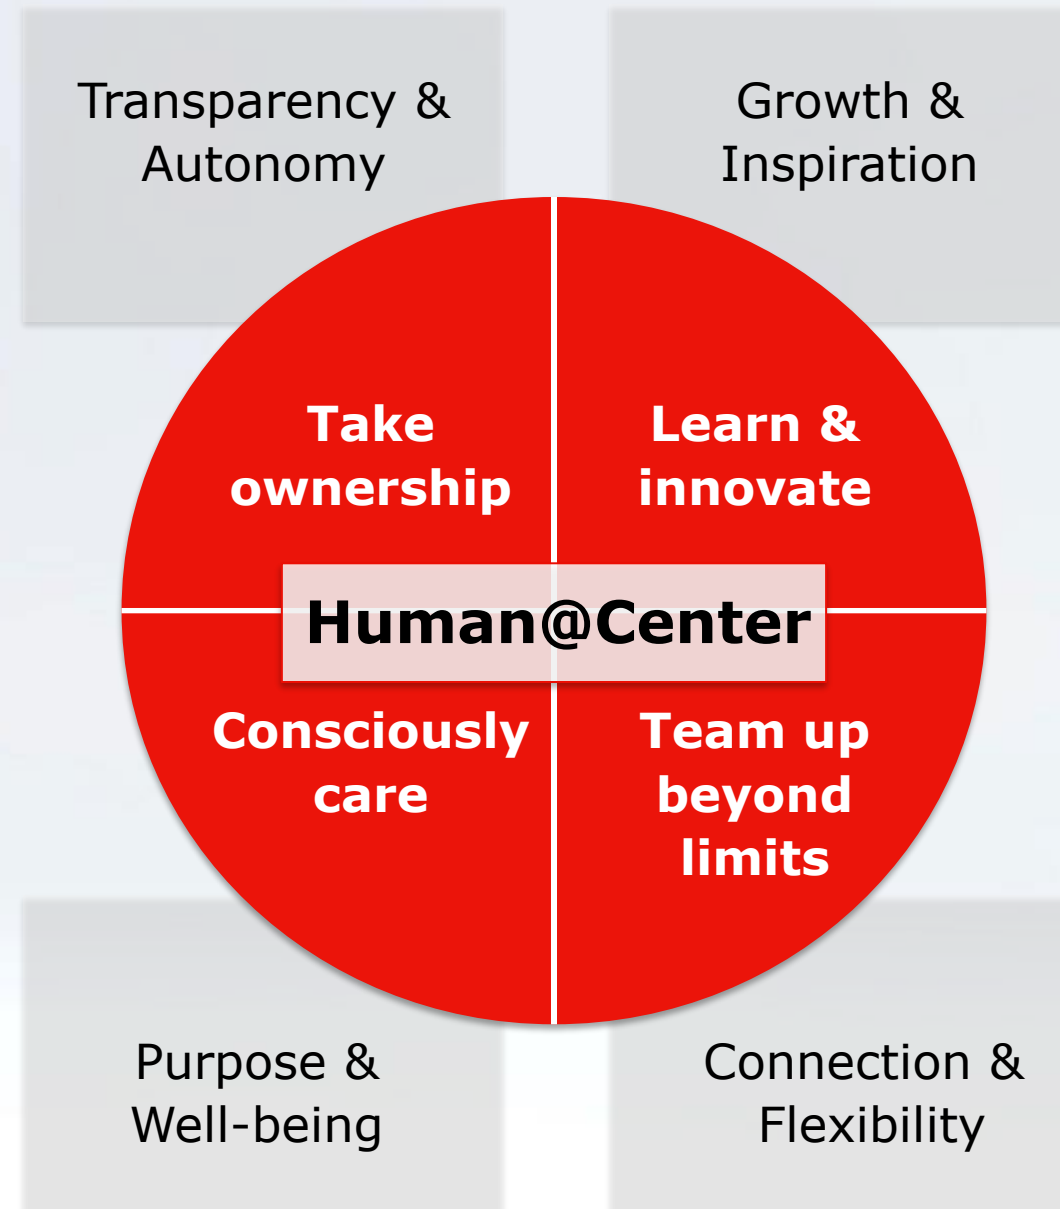 Transparency &
Autonomy
Growth &
Inspiration
Take
ownership
Learn &
innovate
Human@Center
Consciously
care
Team up
beyond
limits
Purpose &
Well-being
Connection &
Flexibility